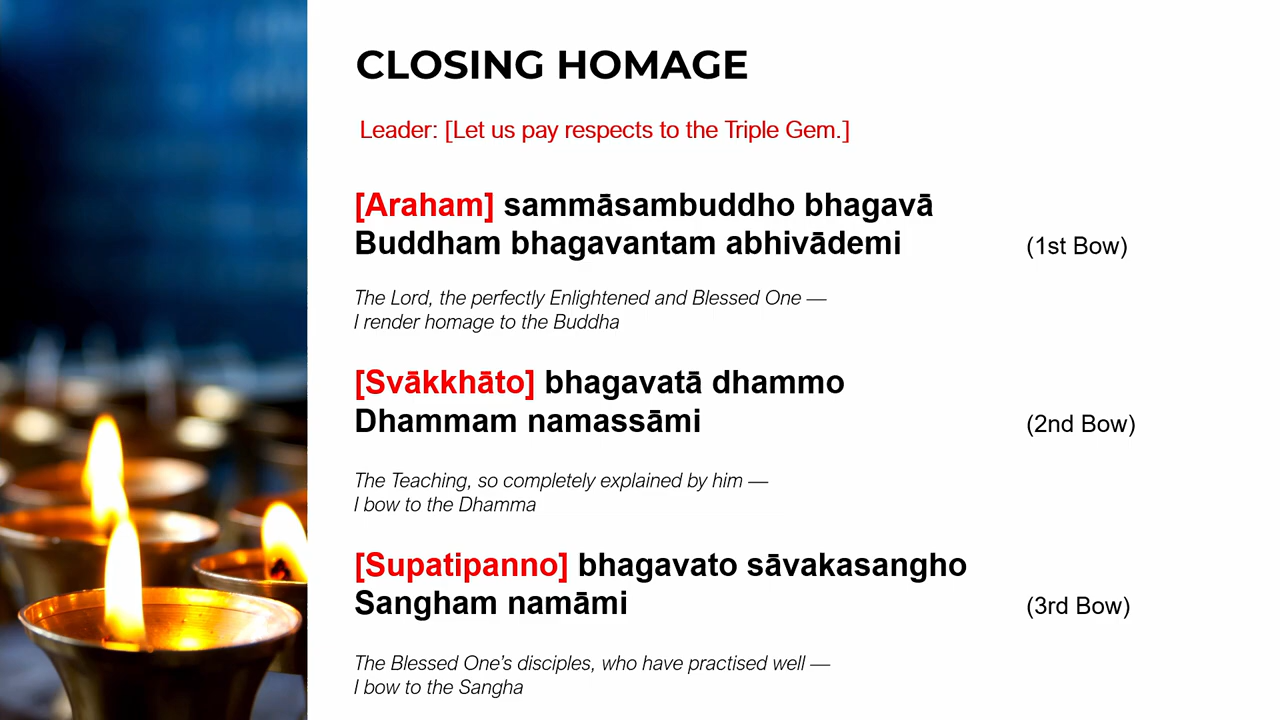 CLOSING HOMAGE
Leader: [Let us pay respects to the Triple Gem.]
[Araham] sammāsambuddho bhagavā
Buddham bhagavantam abhivādemi (1st Bow)
The Lord, the perfectly Enlightened and Blessed One —
I render homage to the Buddha
[Svākkhāto] bhagavatā dhammo
Dhammam namassāmi (2nd Bow)
The Teaching, so completely explained by him —
I bow to the Dhamma
[Supatipanno] bhagavato sāvakasangho
Sangham namāmi (3rd Bow)
The Blessed One’s disciples, who have practised well —
I bow to the Sangha